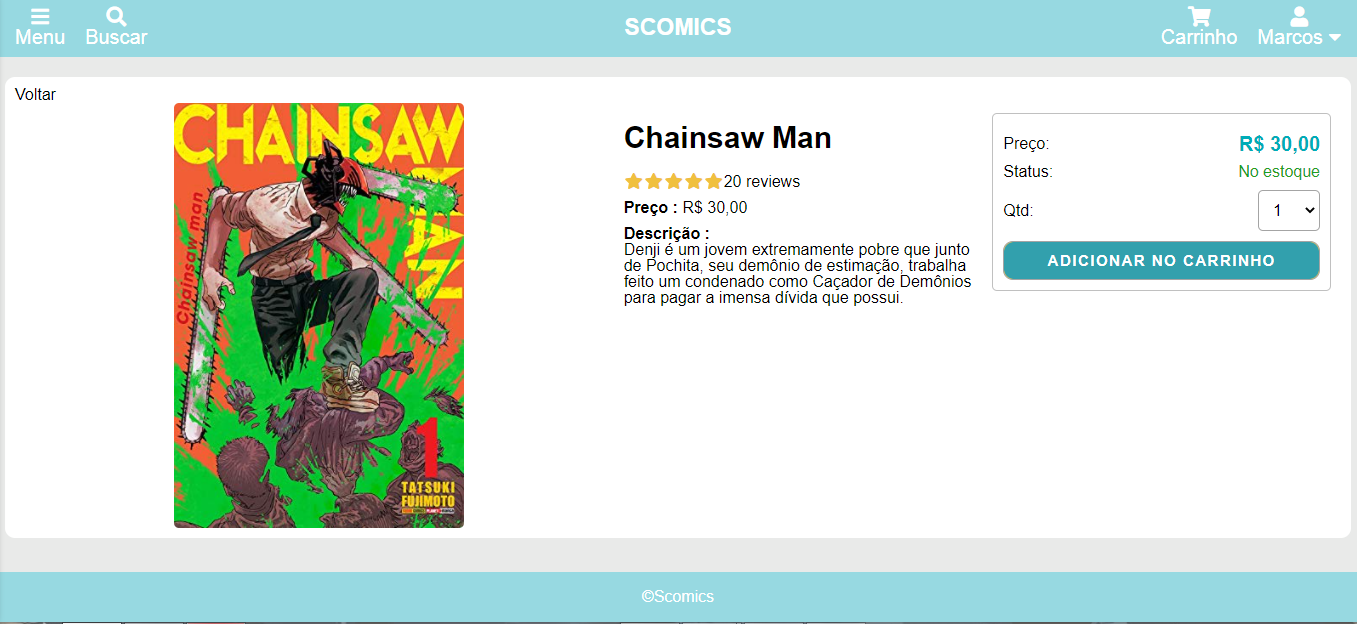 Menu
Buscar
SCOMICS
Carrinho
Marcos
Voltar
CHAINSAW
MAN
Chainsaw man
1
TATSUKI
FUJIMOTO
Chainsaw Man
20 reviews
Preço : R$ 30,00
Descrição :
Denji é um jovem extremamente pobre que junto
de Pochita, seu demônio de estimação, trabalha
feito um condenado como Caçador de Demônios
para pagar a imensa dívida que possui.
Preço: R$ 30,00
Status: No estoque
Qtd: 1
ADICIONAR NO CARRINHO
©Scomics